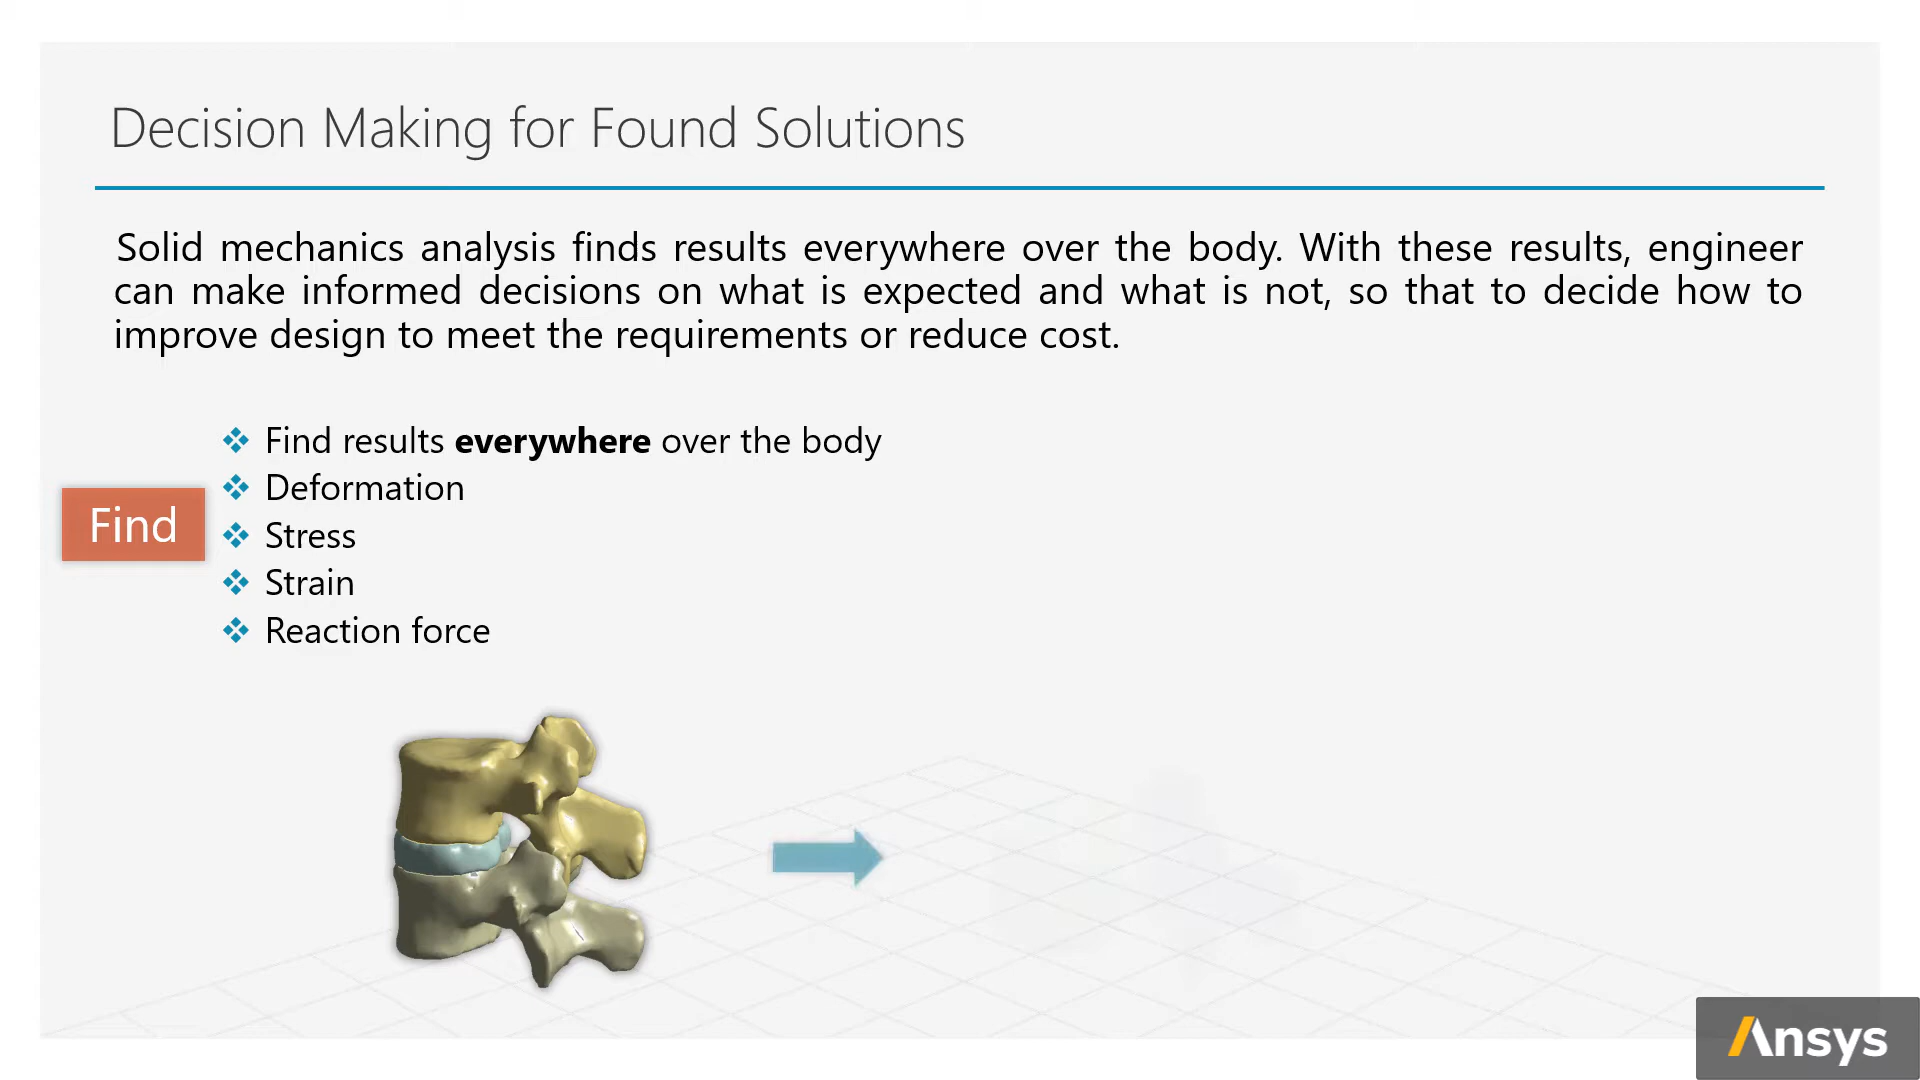 Decision Making for Found Solutions
Solid mechanics analysis finds results everywhere over the body. With these results, engineer
can make informed decisions on what is expected and what is not, so that to decide how to
improve design to meet the requirements or reduce cost.
Find
Find results everywhere over the body
Deformation
Stress
Strain
Reaction force
Ansys